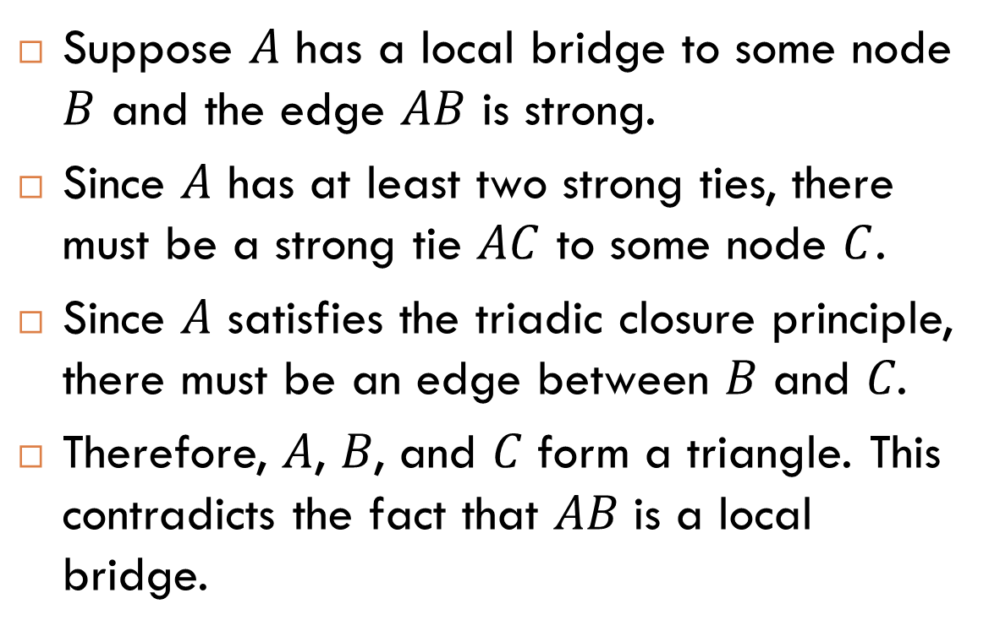 Suppose A has a local bridge to some node
B and the edge AB is strong.
Since A has at least two strong ties, there
must be a strong tie AC to some node C.
Since A satisfies the triadic closure principle,
there must be an edge between B and C.
Therefore, A, B, and C form a triangle. This
contradicts the fact that AB is a local
bridge.